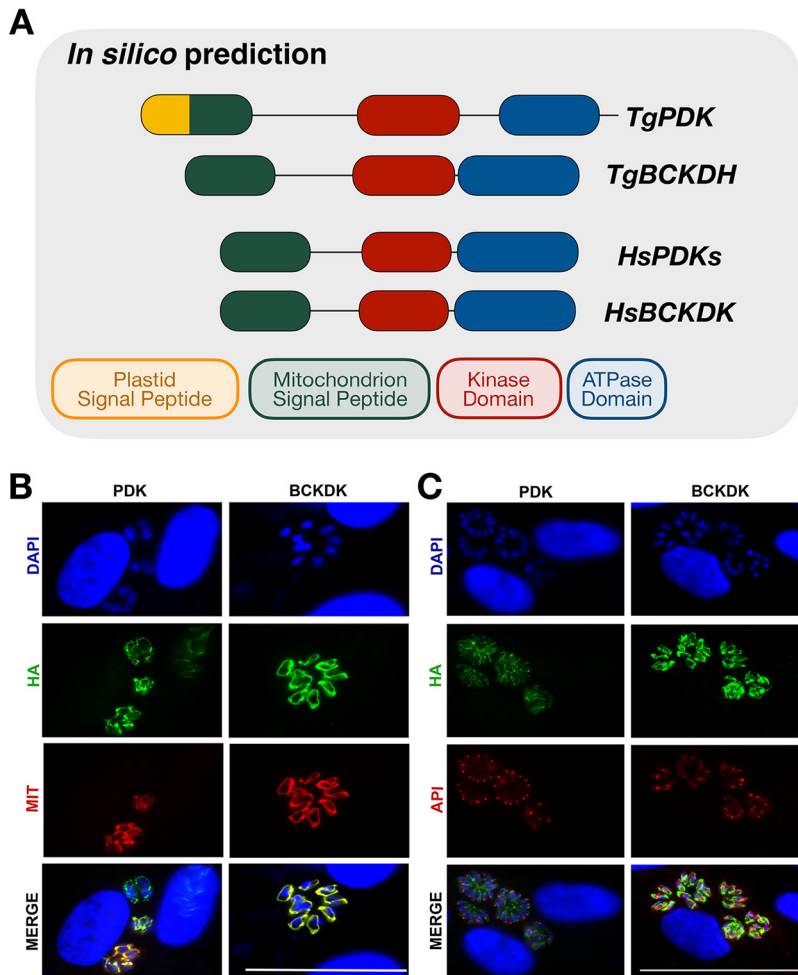 A
In silico prediction
TgPDK
TgBCKDH
HsPDKs
HsBCKDK
Plastid
Signal Peptide
Mitochondrion
Signal Peptide
Kinase
Domain
ATPase
Domain
B
PDK
BCKDK
DAPI
HA
MIT
MERGE
C
PDK
BCKDK
DAPI
HA
API
MERGE